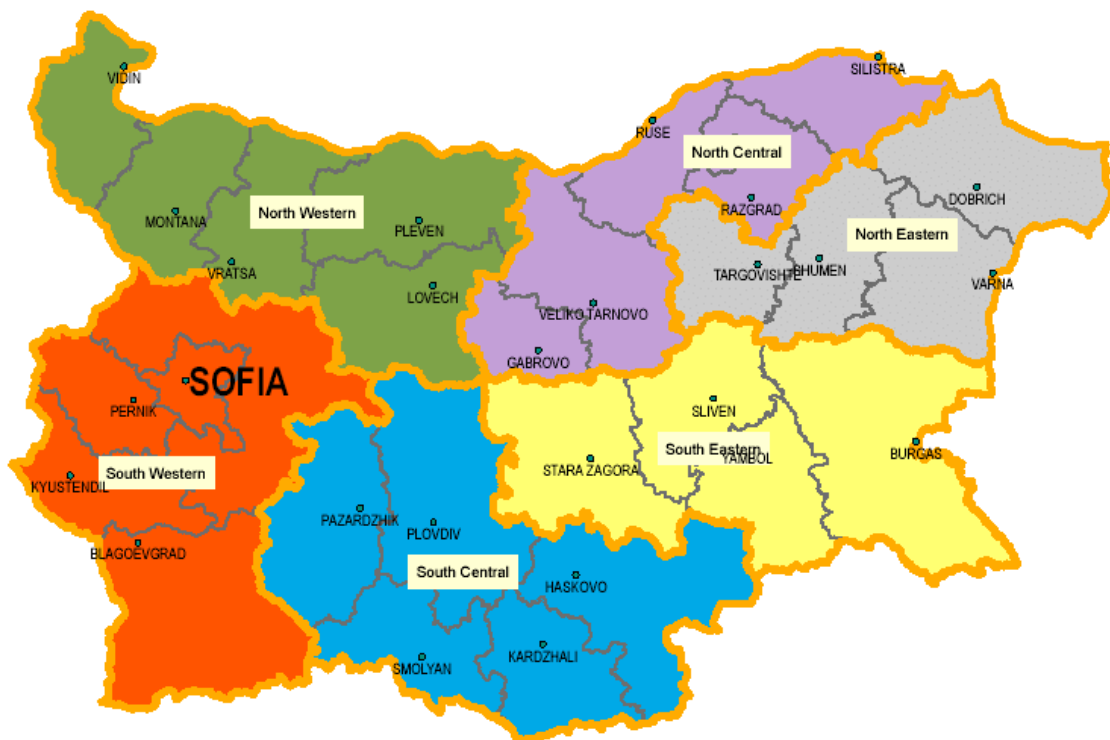 VIDIN
SILISTRA
RUSE
North Central
DOBRICH
RAZGRAD
North Western
MONTANA
PLEVEN
North Eastern
VRATSA
TARGOVISHTE
SHUMEN
VARNA
LOVECH
VELIKO TARNOVO
GABROVO
SOFIA
PERNIK
SLIVEN
South Eastern
BURGAS
YAMBOL
STARA ZAGORA
South Western
KYUSTENDIL
PAZARDZHIK
PLOVDIV
BLAGOEVGRAD
South Central
HASKOVO
KARDZHALI
SMOLYAN